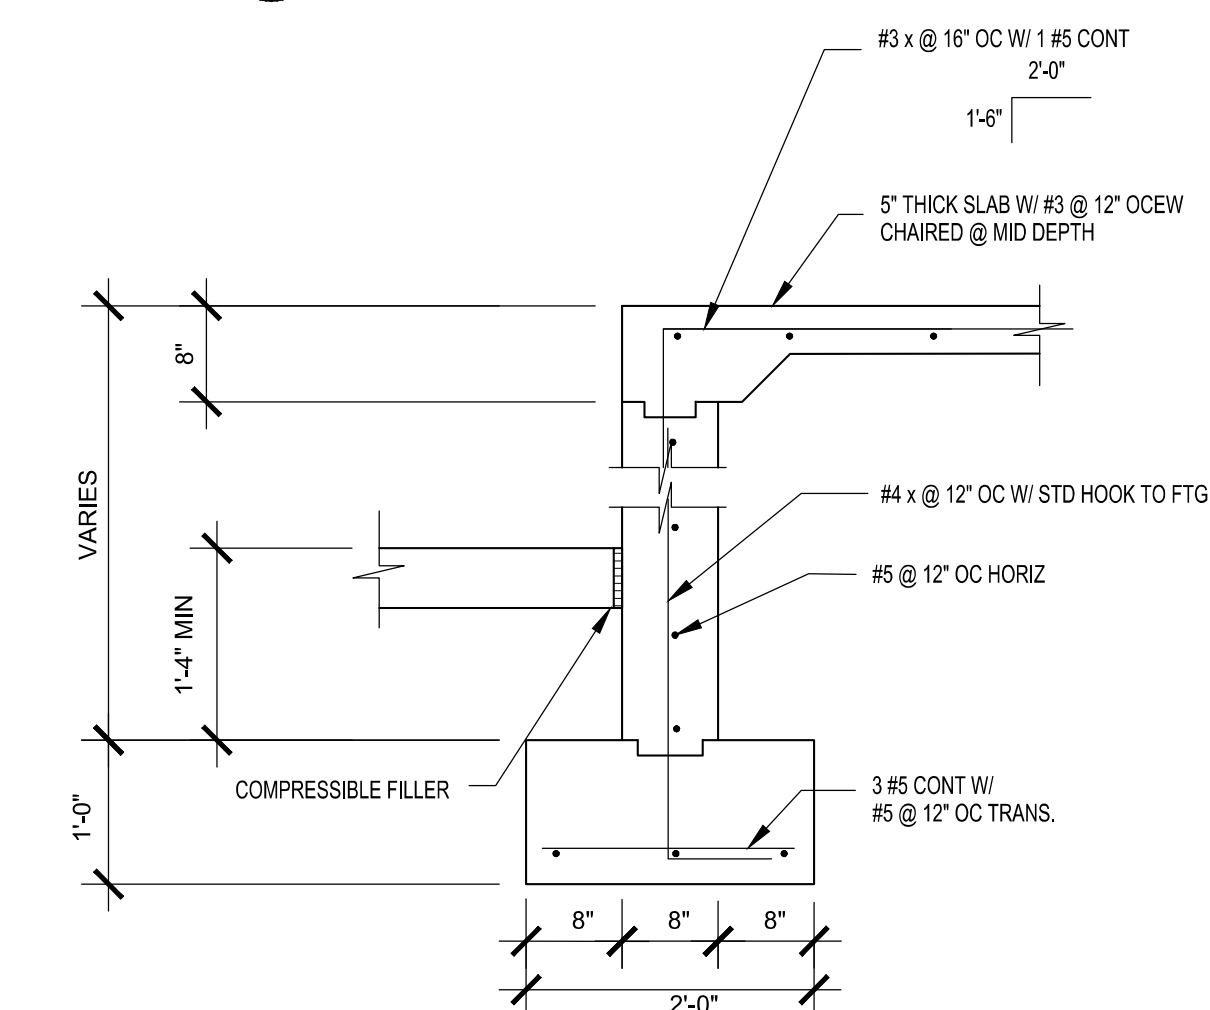 #3 x @ 16" OC W/ 1 #5 CONT
2'-0"
1'-6"
5" THICK SLAB W/ #3 @ 12" OCEW
CHAIRED @ MID DEPTH
8"
VARIES
#4 x @ 12" OC W/ STD HOOK TO FTG
#5 @ 12" OC HORIZ
1'-4" MIN
COMPRESSIBLE FILLER
3 #5 CONT W/
#5 @ 12" OC TRANS.
1'-0"
8"
8"
8"
2'-0"